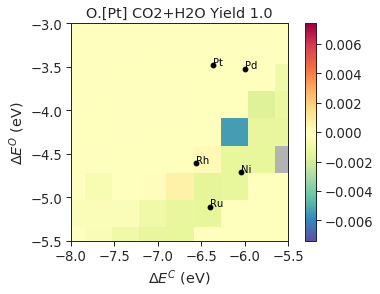 O.[Pt] CO2+H2O Yield 1.0
ΔE^O (eV)
−3.0
−3.5
−4.0
−4.5
−5.0
−5.5
Pt
Pd
Rh
Ni
Ru
−8.0 −7.5 −7.0 −6.5 −6.0 −5.5
ΔE^C (eV)
0.006
0.004
0.002
0.000
−0.002
−0.004
−0.006